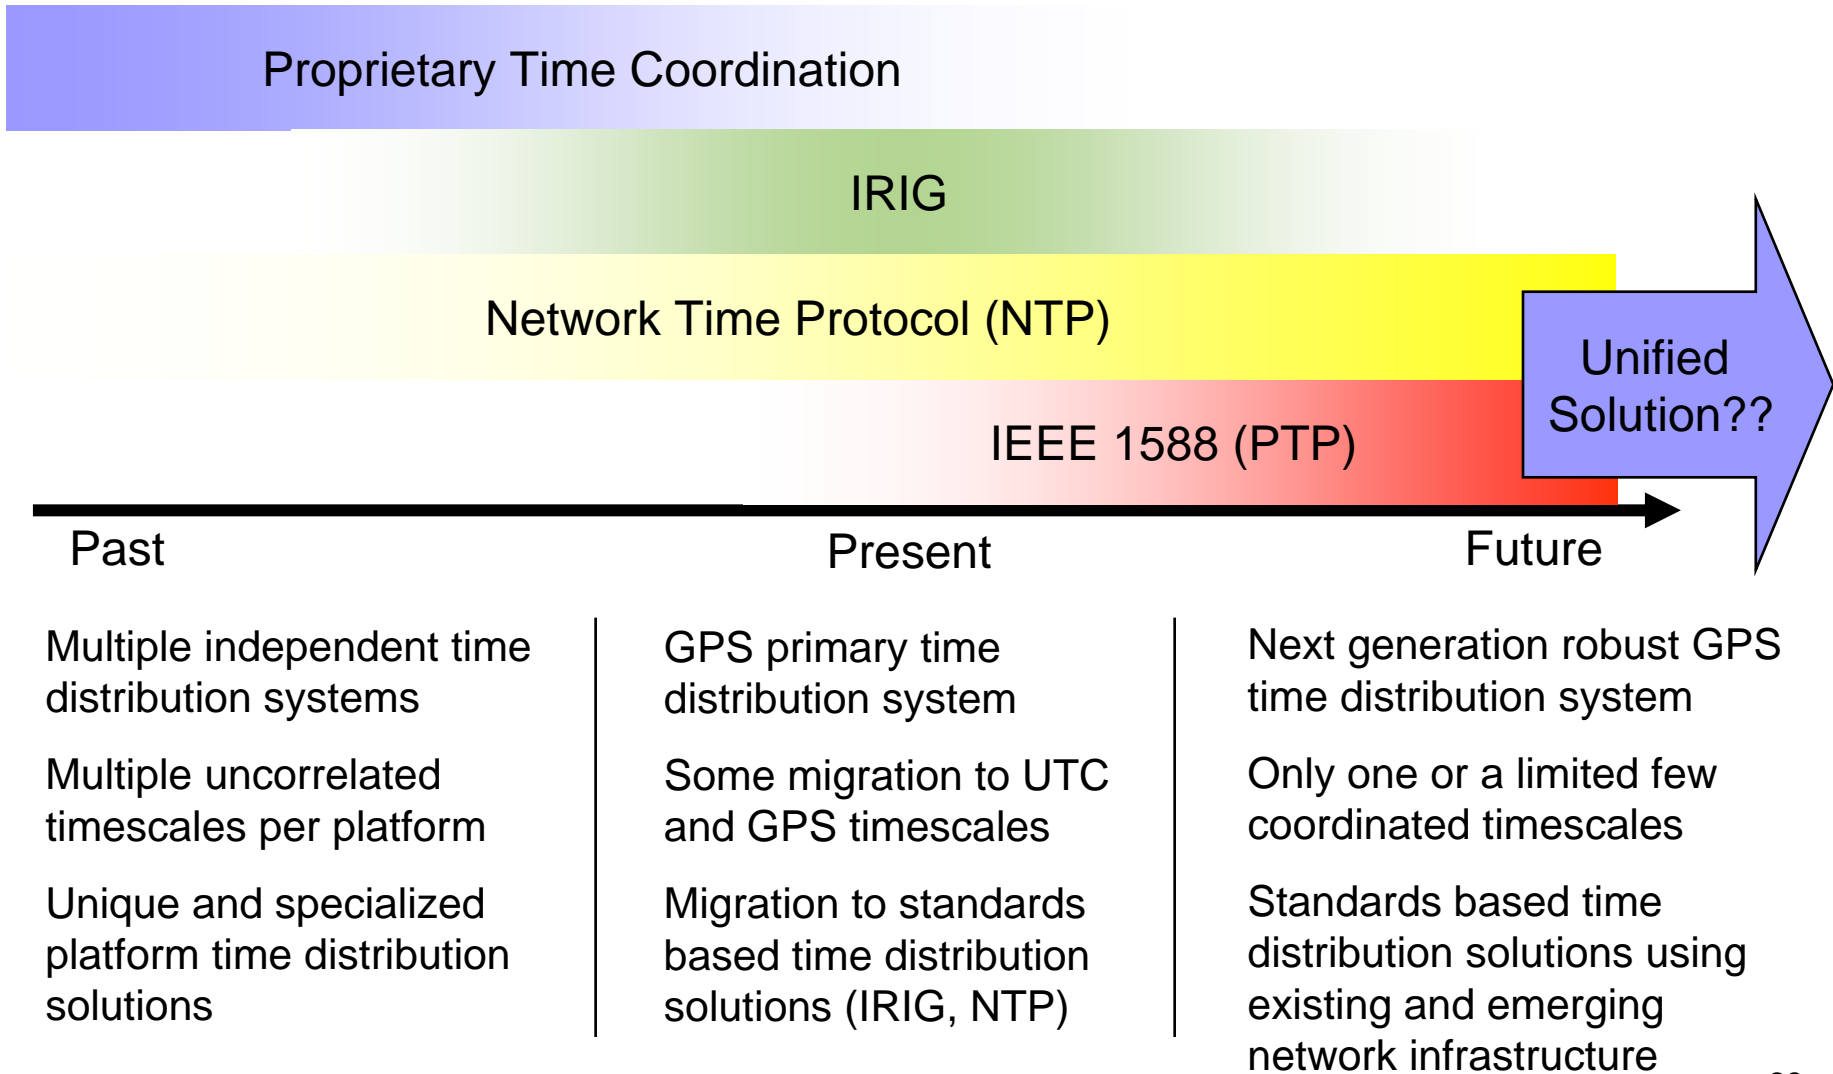 Proprietary Time Coordination
IRIG
Network Time Protocol (NTP)
Unified
Solution??
IEEE 1588 (PTP)
Past
Present
Future
Multiple independent time
distribution systems
Multiple uncorrelated
timescales per platform
Unique and specialized
platform time distribution
solutions
GPS primary time
distribution system
Some migration to UTC
and GPS timescales
Migration to standards
based time distribution
solutions (IRIG, NTP)
Next generation robust GPS
time distribution system
Only one or a limited few
coordinated timescales
Standards based time
distribution solutions using
existing and emerging
network infrastructure